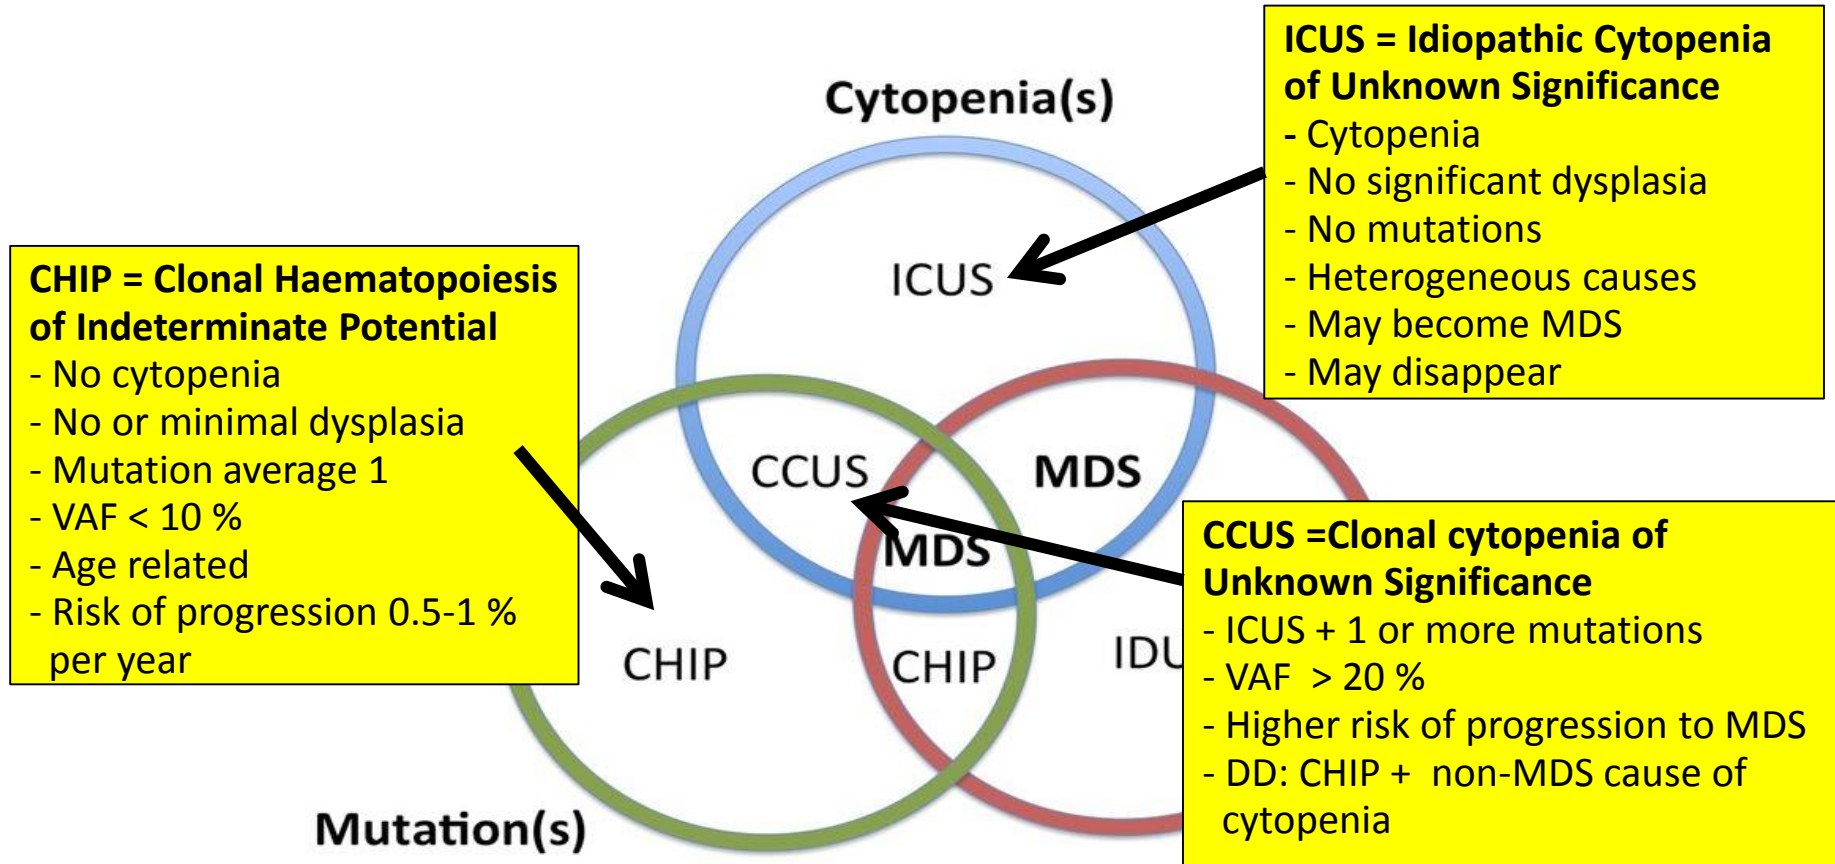 Cytopenia(s)
ICUS = Idiopathic Cytopenia
of Unknown Significance
- Cytopenia
- No significant dysplasia
- No mutations
- Heterogeneous causes
- May become MDS
- May disappear
ICUS
CHIP = Clonal Haematopoiesis
of Indeterminate Potential
- No cytopenia
- No or minimal dysplasia
- Mutation average 1
- VAF < 10 %
- Age related
- Risk of progression 0.5-1 %
per year
CCUS
MDS
MDS
CHIP
CHIP
IDU
CCUS =Clonal cytopenia of
Unknown Significance
- ICUS + 1 or more mutations
- VAF > 20 %
- Higher risk of progression to MDS
- DD: CHIP + non-MDS cause of
cytopenia
Mutation(s)